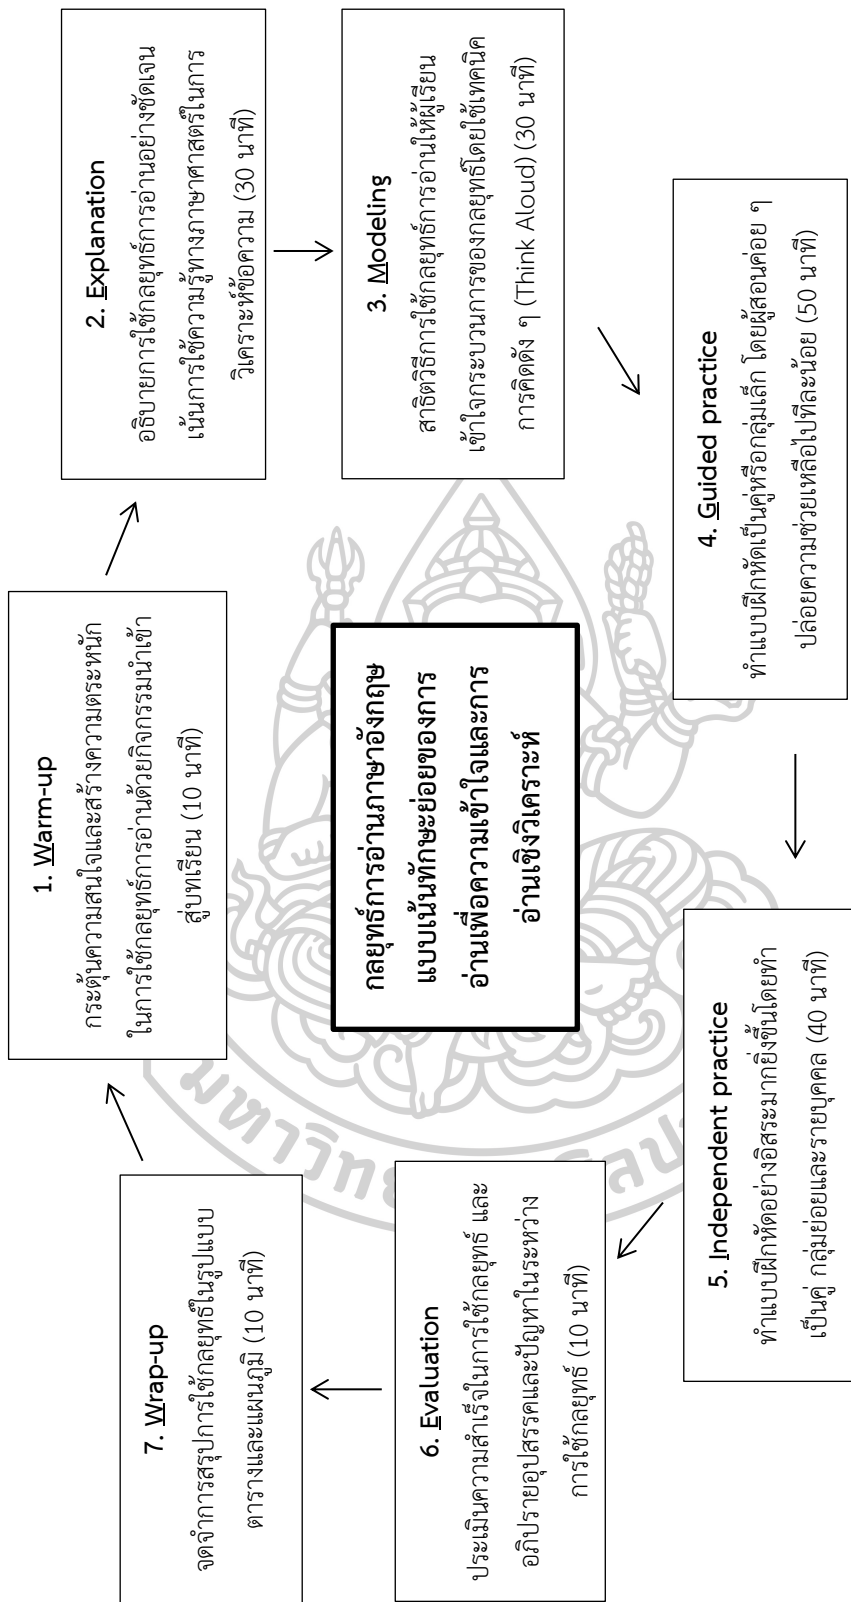 1. Warm-up
กระตุ้นความสนใจและสร้างความตระหนัก
ในการใช้กลยุทธ์การอ่านด้วยกิจกรรมนำเข้า
สู่บทเรียน (10 นาที)
2. Explanation
อธิบายการใช้กลยุทธ์การอ่านอย่างชัดเจน
เน้นการใช้ความรู้ทางภาษาศาสตร์ในการ
วิเคราะห์ข้อความ (30 นาที)
3. Modeling
สาธิตวิธีการใช้กลยุทธ์การอ่านให้ผู้เรียน
เข้าใจกระบวนการของกลยุทธ์โดยใช้เทคนิค
การคิดดัง ๆ (Think Aloud) (30 นาที)
4. Guided practice
ทำแบบฝึกหัดเป็นคู่หรือกลุ่มเล็ก โดยผู้สอนค่อย ๆ
ปล่อยความช่วยเหลือไปทีละน้อย (50 นาที)
5. Independent practice
ทำแบบฝึกหัดอย่างอิสระมากยิ่งขึ้นโดยทำ
เป็นคู่ กลุ่มย่อยและรายบุคคล (40 นาที)
6. Evaluation
ประเมินความสำเร็จในการใช้กลยุทธ์ และ
อภิปรายอุปสรรคและปัญหาในระหว่าง
การใช้กลยุทธ์ (10 นาที)
7. Wrap-up
จดจำการสรุปการใช้กลยุทธ์ในรูปแบบ
ตารางและแผนภูมิ (10 นาที)
กลยุทธ์การอ่านภาษาอังกฤษ
แบบเน้นทักษะย่อยของการ
อ่านเพื่อความเข้าใจและการ
อ่านเชิงวิเคราะห์